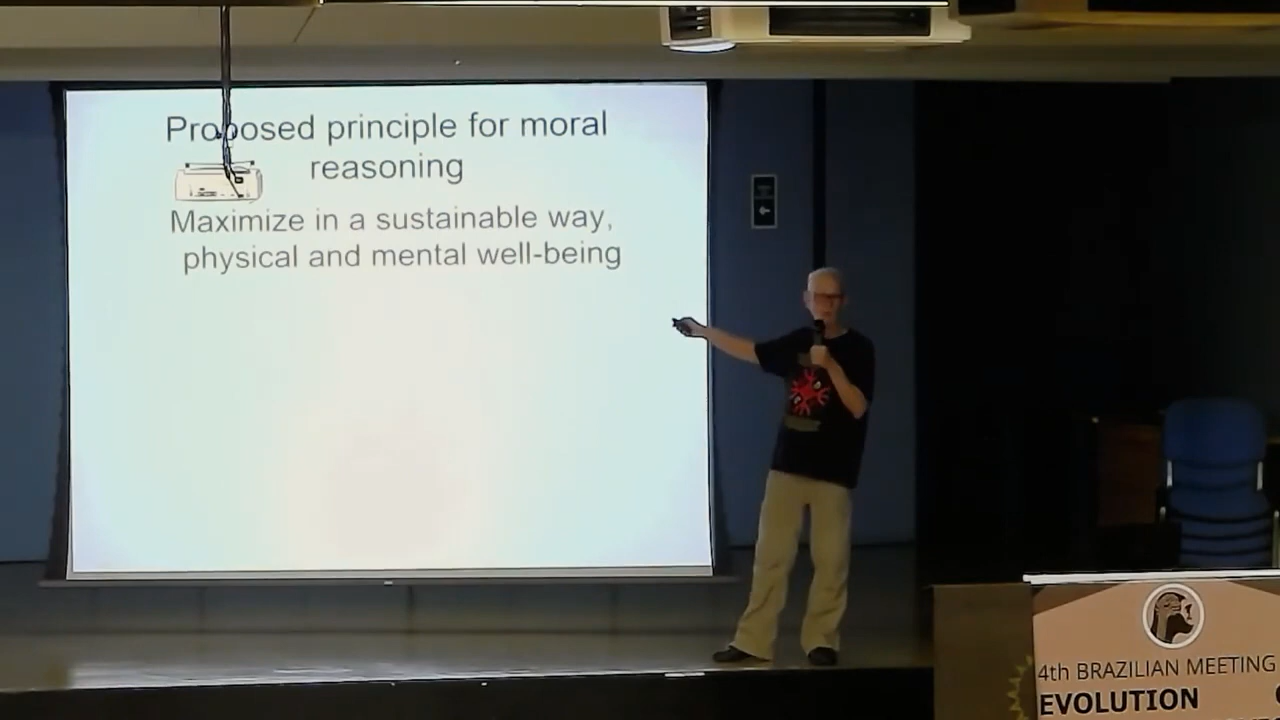 Proposed principle for moral
reasoning
Maximize in a sustainable way,
physical and mental well-being
4th BRAZILIAN MEETING
EVOLUTION